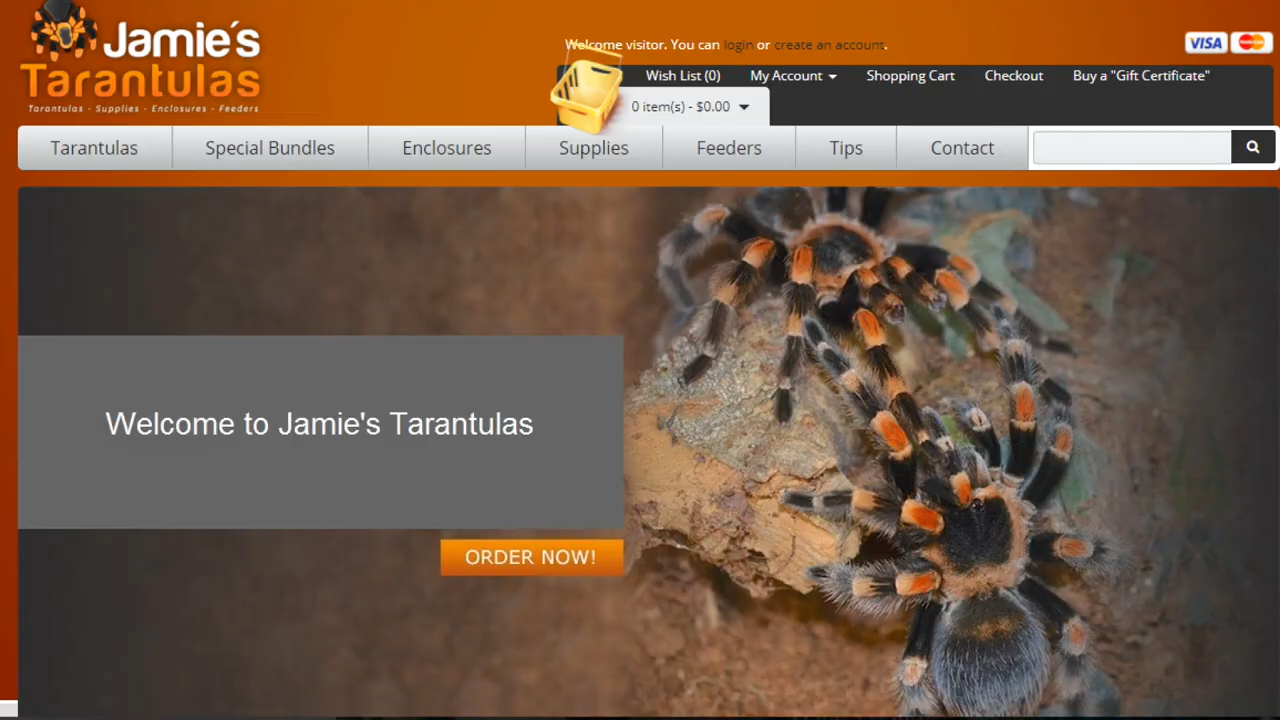 Jamie's
Tarantulas
Tarantulas - Supplies - Enclosures - Feeders
Welcome visitor. You can login or create an account.
VISA MasterCard
Wish List (0) My Account Shopping Cart Checkout Buy a "Gift Certificate"
0 item(s) - $0.00
Tarantulas Special Bundles Enclosures Supplies Feeders Tips Contact
Welcome to Jamie's Tarantulas
ORDER NOW!